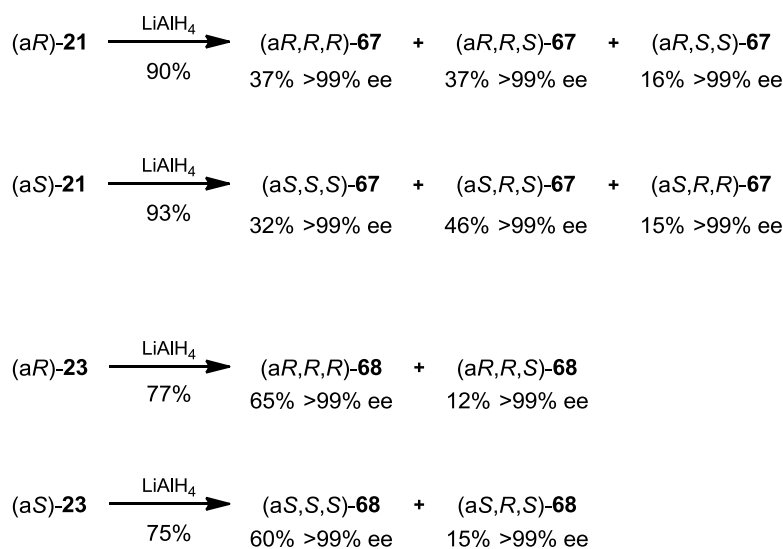 LiAlH4
(aR)-21 (aR,R,R)-67 + (aR,R,S)-67 + (aR,S,S)-67
90% 37% >99% ee 37% >99% ee 16% >99% ee
LiAlH4
(aS)-21 (aS,S,S)-67 + (aS,R,S)-67 + (aS,R,R)-67
93% 32% >99% ee 46% >99% ee 15% >99% ee
LiAlH4
(aR)-23 (aR,R,R)-68 + (aR,R,S)-68
77% 65% >99% ee 12% >99% ee
LiAlH4
(aS)-23 (aS,S,S)-68 + (aS,R,S)-68
75% 60% >99% ee 15% >99% ee